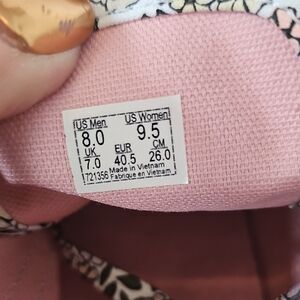 US Men US Women
8.0 9.5
UK EUR CM
7.0 40.5 26.0
Made in Vietnam
721356 Fabriqué en Vietnam